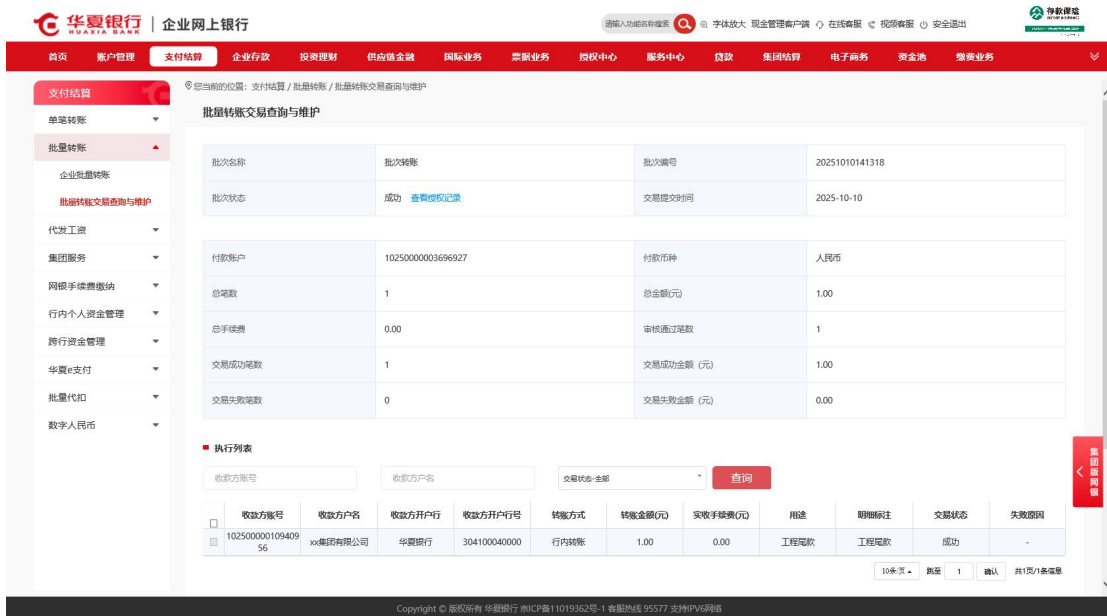 华夏银行 企业网上银行
HUAXIA BANK
请输入功能名称搜索 字体放大 现金管理客户端 在线客服 视频客服 安全退出
存款保险
首页 账户管理 支付结算 企业存款 投资理财 供应链金融 国际业务 票据业务 授权中心 服务中心 贷款 集团结算 电子商务 资金池 缴费业务
支付结算
单笔转账
批量转账
企业批量转账
批量转账交易查询与维护
代发工资
集团服务
网银手续费缴纳
行内个人资金管理
跨行资金管理
华夏e支付
批量代扣
数字人民币
您当前的位置：支付结算 / 批量转账 / 批量转账交易查询与维护
批量转账交易查询与维护
批次名称 批次转账 批次编号 20251010141318
批次状态 成功 查看授权记录 交易提交时间 2025-10-10
付款账户 10250000003696927 付款币种 人民币
总笔数 1 总金额(元) 1.00
总手续费 0.00 审核通过笔数 1
交易成功笔数 1 交易成功金额 (元) 1.00
交易失败笔数 0 交易失败金额 (元) 0.00
执行列表
收款方账号 收款方户名 交易状态-全部 查询
收款方账号 收款方户名 收款方开户行 收款方开户行号 转账方式 转账金额(元) 实收手续费(元) 用途 明细标注 交易状态 失败原因
102500000109409
56 xx集团有限公司 华夏银行 304100040000 行内转账 1.00 0.00 工程尾款 工程尾款 成功 -
10条/页 跳至 1 确认 共1页/1条信息
集团版网银
Copyright © 版权所有 华夏银行 京ICP备11019362号-1 客服热线 95577 支持IPV6网络